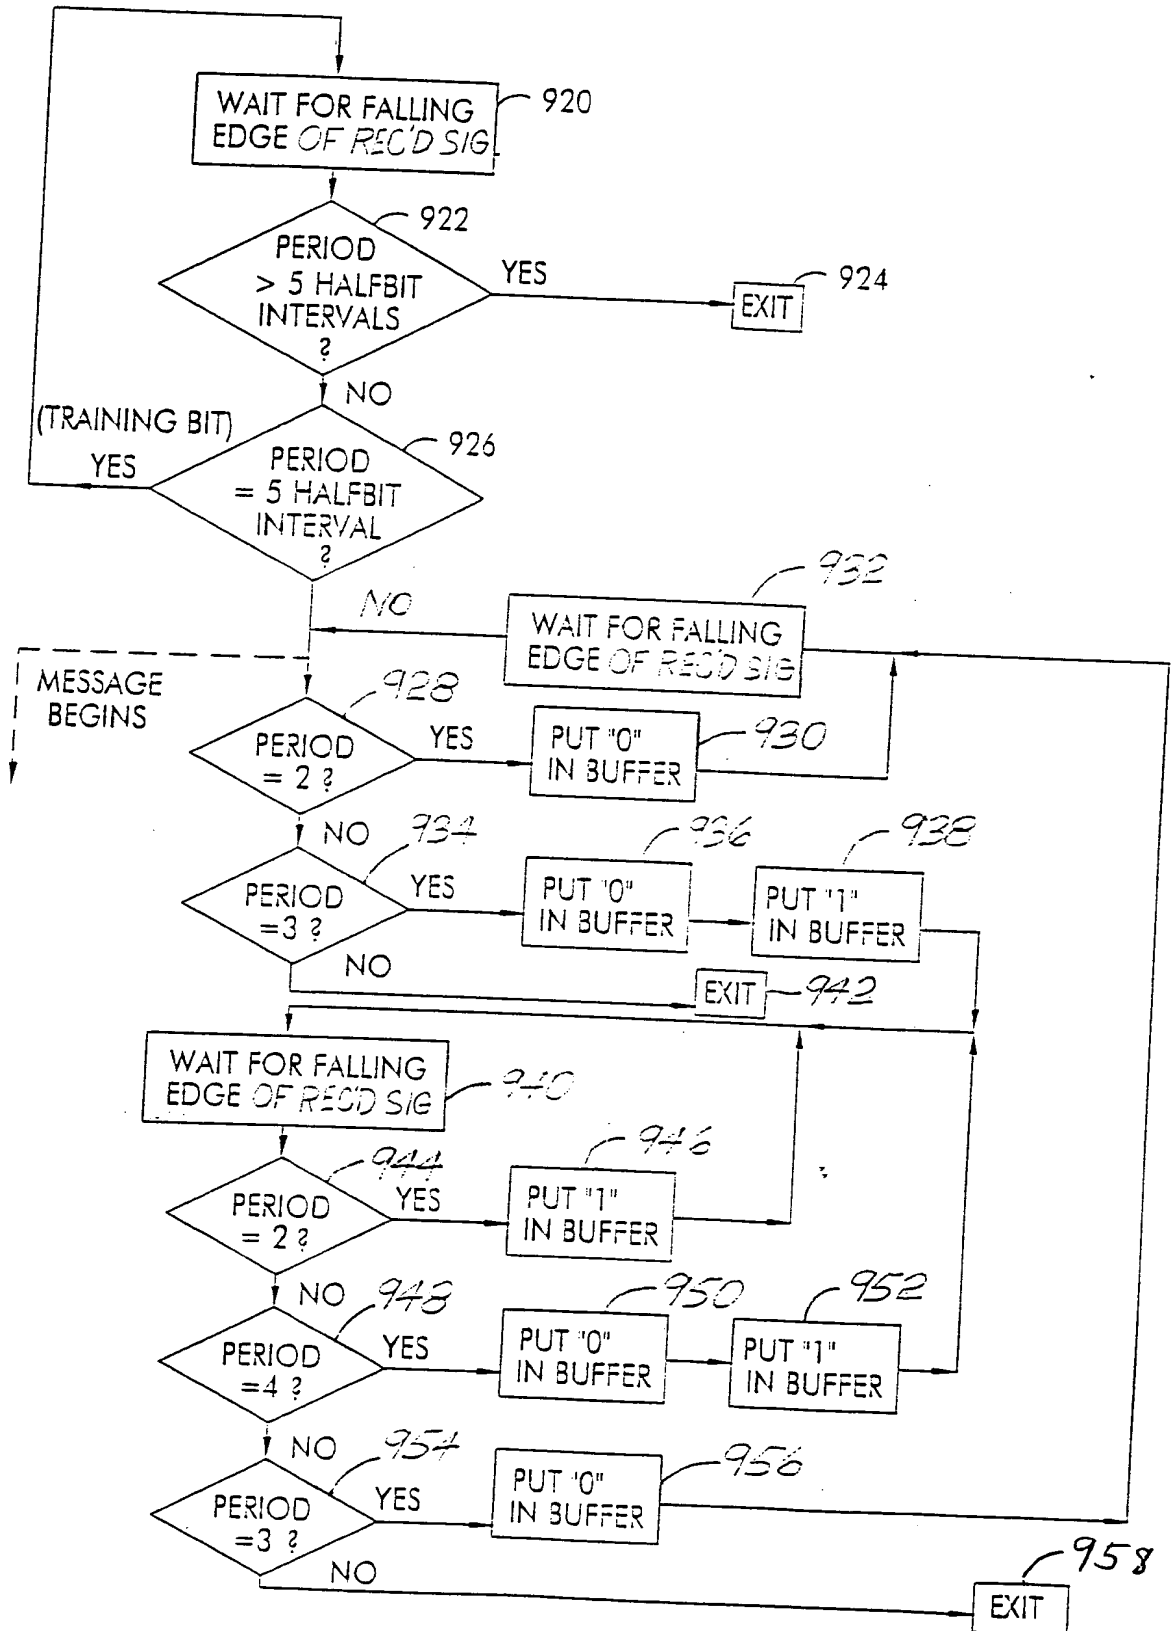 WAIT FOR FALLING
EDGE OF REC'D SIG
920
922
PERIOD
> 5 HALFBIT
INTERVALS
?
YES
EXIT
924
NO
(TRAINING BIT)
YES
926
PERIOD
= 5 HALFBIT
INTERVAL
?
NO
932
WAIT FOR FALLING
EDGE OF REC'D SIG
MESSAGE
BEGINS
928
PERIOD
= 2 ?
YES
PUT "0"
IN BUFFER
930
NO
934
PERIOD
=3 ?
YES
936
PUT "0"
IN BUFFER
938
PUT "1"
IN BUFFER
NO
EXIT
942
WAIT FOR FALLING
EDGE OF REC'D SIG
940
944
PERIOD
= 2 ?
YES
946
PUT "1"
IN BUFFER
NO
948
PERIOD
=4 ?
YES
950
PUT "0"
IN BUFFER
952
PUT "1"
IN BUFFER
NO
954
PERIOD
=3 ?
YES
PUT "0"
IN BUFFER
956
NO
958
EXIT